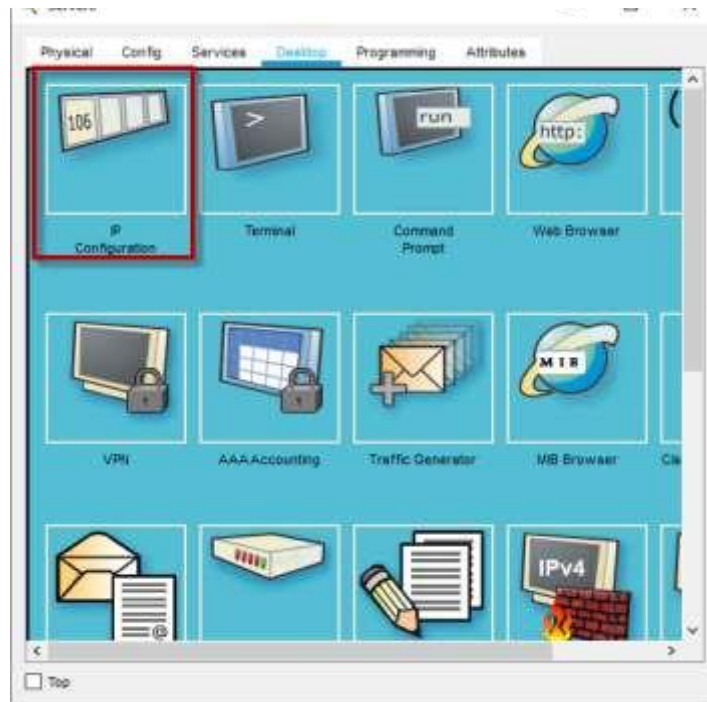 Physical Config Services Desktop Programming Attributes
106
>
run
http:
IP
Configuration
Terminal
Command
Prompt
Web Browser
MIB
VPN
AAA Accounting
Traffic Generator
MIB Browser
@
IPv4
Top